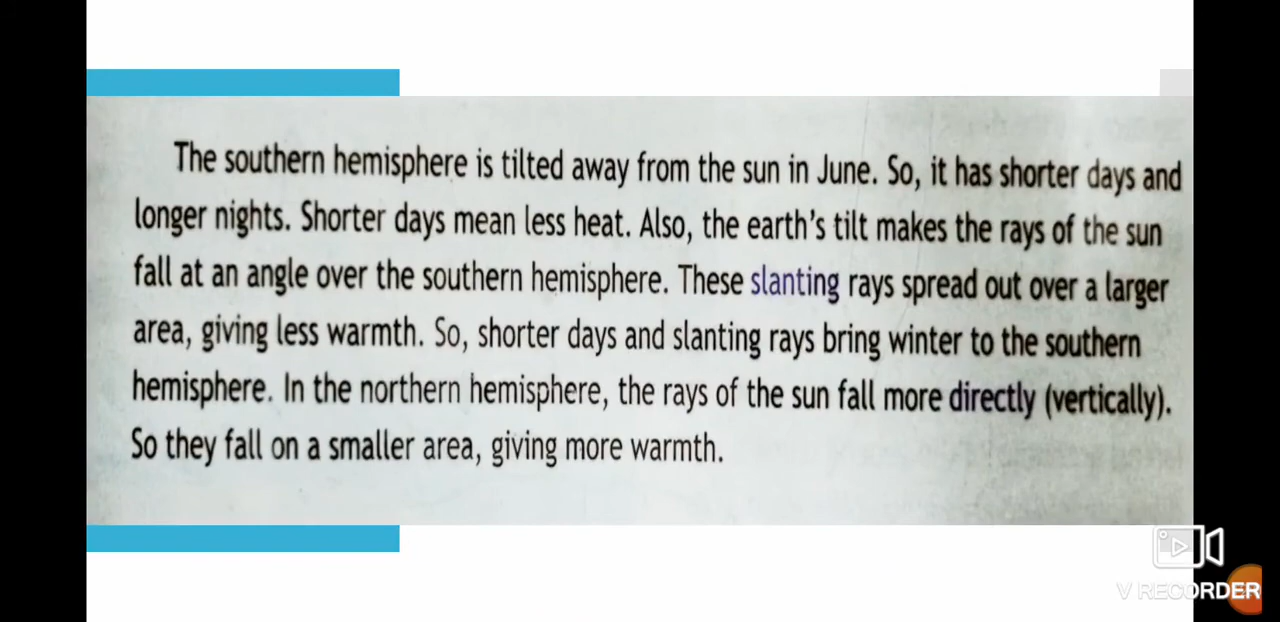 The southern hemisphere is tilted away from the sun in June. So, it has shorter days and
longer nights. Shorter days mean less heat. Also, the earth's tilt makes the rays of the sun
fall at an angle over the southern hemisphere. These slanting rays spread out over a larger
area, giving less warmth. So, shorter days and slanting rays bring winter to the southern
hemisphere. In the northern hemisphere, the rays of the sun fall more directly (vertically).
So they fall on a smaller area, giving more warmth.
V RECORDER